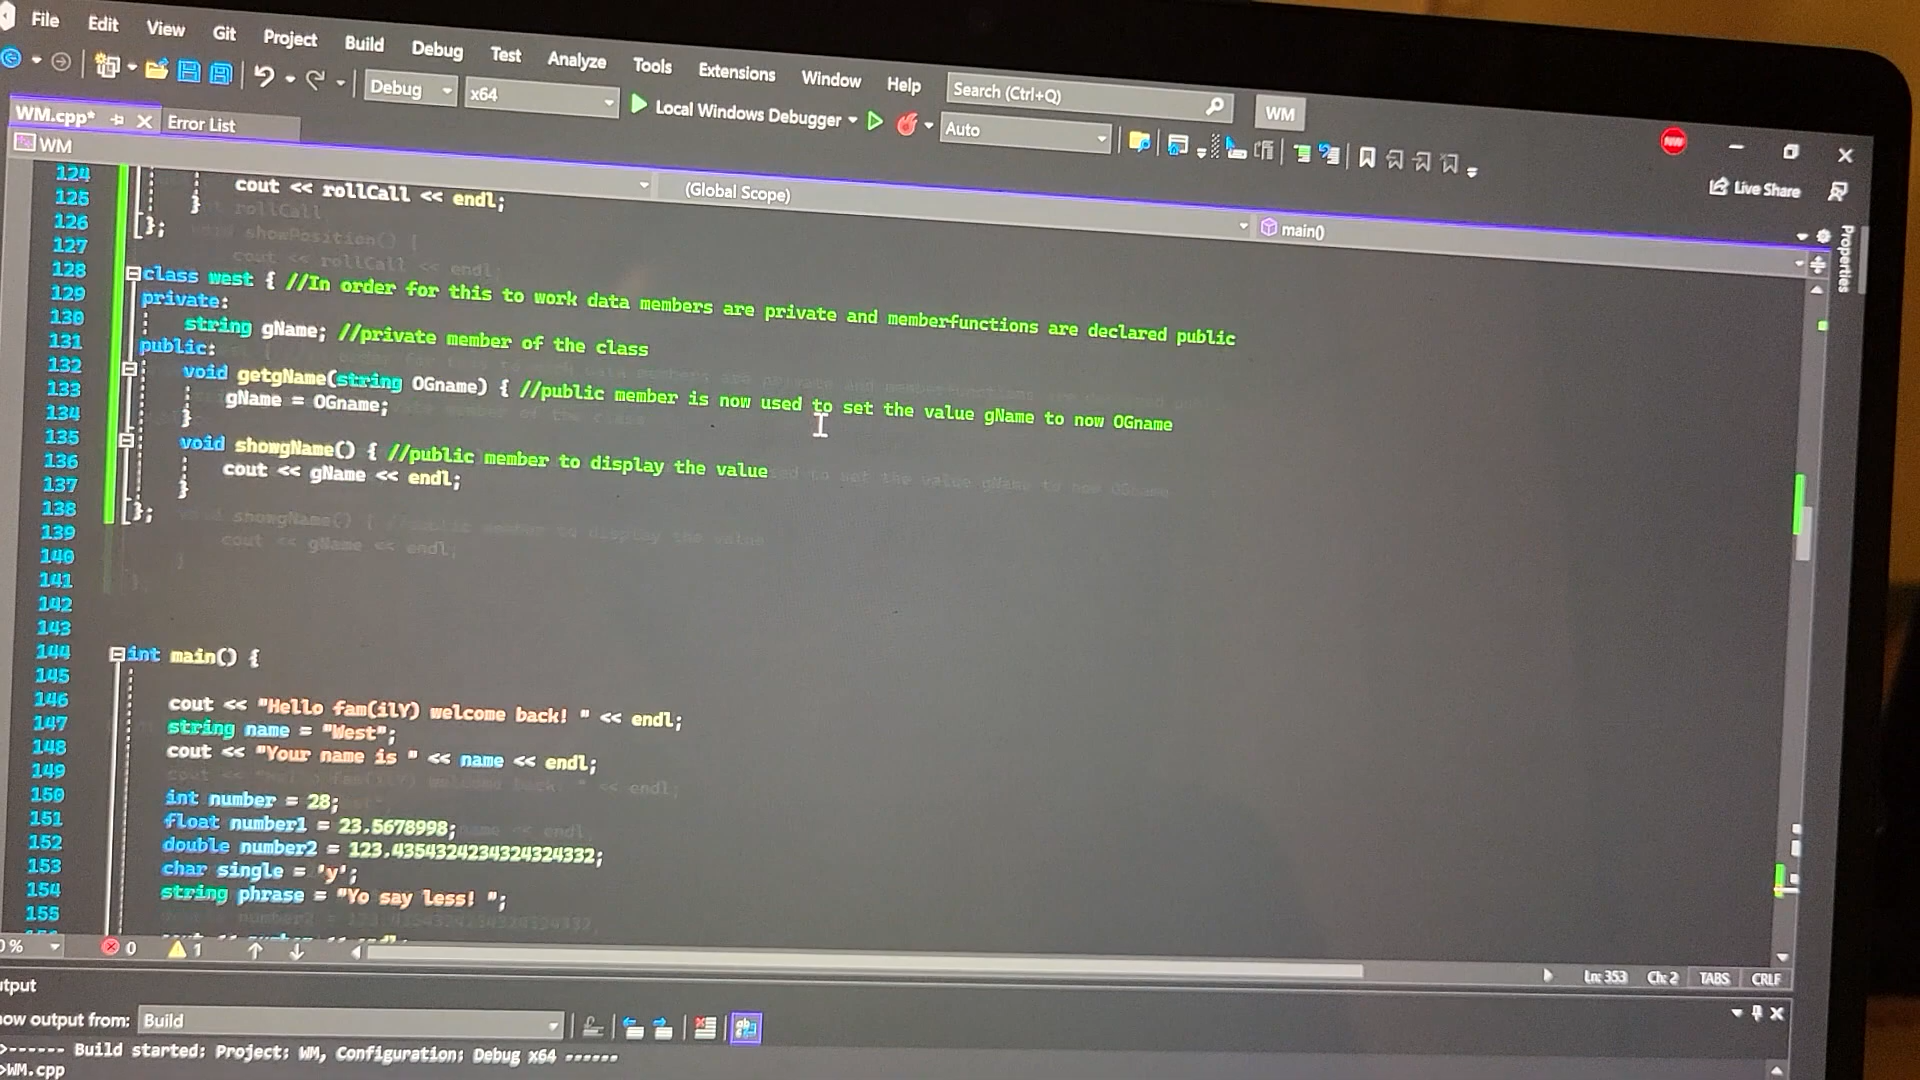 File Edit View Git Project Build Debug Test Analyze Tools Extensions Window Help Search (Ctrl+Q) WM
Debug x64 Local Windows Debugger Auto
WM.cpp* Error List
NW
Live Share
WM (Global Scope) main()
Properties
124
125 cout << rollCall << endl;
126 }
127 };
128
129 class west { //In order for this to work data members are private and memberfunctions are declared public
130 private:
131 string gName; //private member of the class
132 public:
133 void getgName(string OGname) { //public member is now used to set the value gName to now OGname
134 gName = OGname;
135 }
136 void showgName() { //public member to display the value
137 cout << gName << endl;
138 }
139 };
140
141
142
143
144 int main() {
145
146 cout << "Hello fam(ilY) welcome back! " << endl;
147 string name = "West";
148 cout << "Your name is " << name << endl;
149
150 int number = 28;
151 float number1 = 23.5678998;
152 double number2 = 123.4354324234324324332;
153 char single = 'y';
154 string phrase = "Yo say less! ";
155
0 % 0 1 Ln: 353 Ch: 2 TABS CRLF
utput
ow output from: Build
>------ Build started: Project: WM, Configuration: Debug x64 ------
>WM.cpp